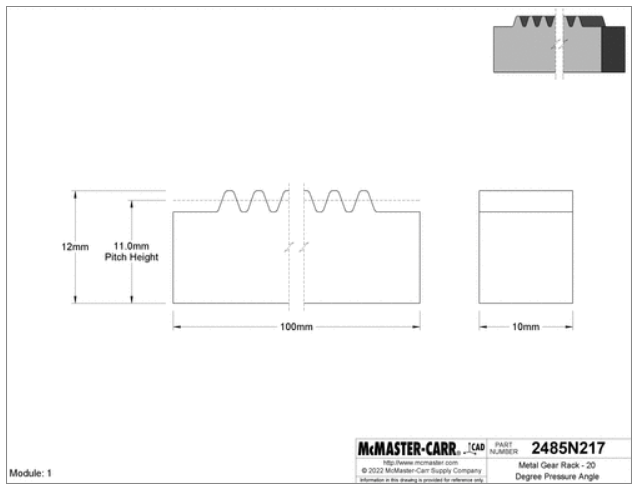 12mm
11.0mm
Pitch Height
100mm
10mm
McMASTER-CARR® CAD
http://www.mcmaster.com
© 2022 McMaster-Carr Supply Company
Information in this drawing is provided for reference only.
PART
NUMBER
2485N217
Metal Gear Rack - 20
Degree Pressure Angle
Module: 1